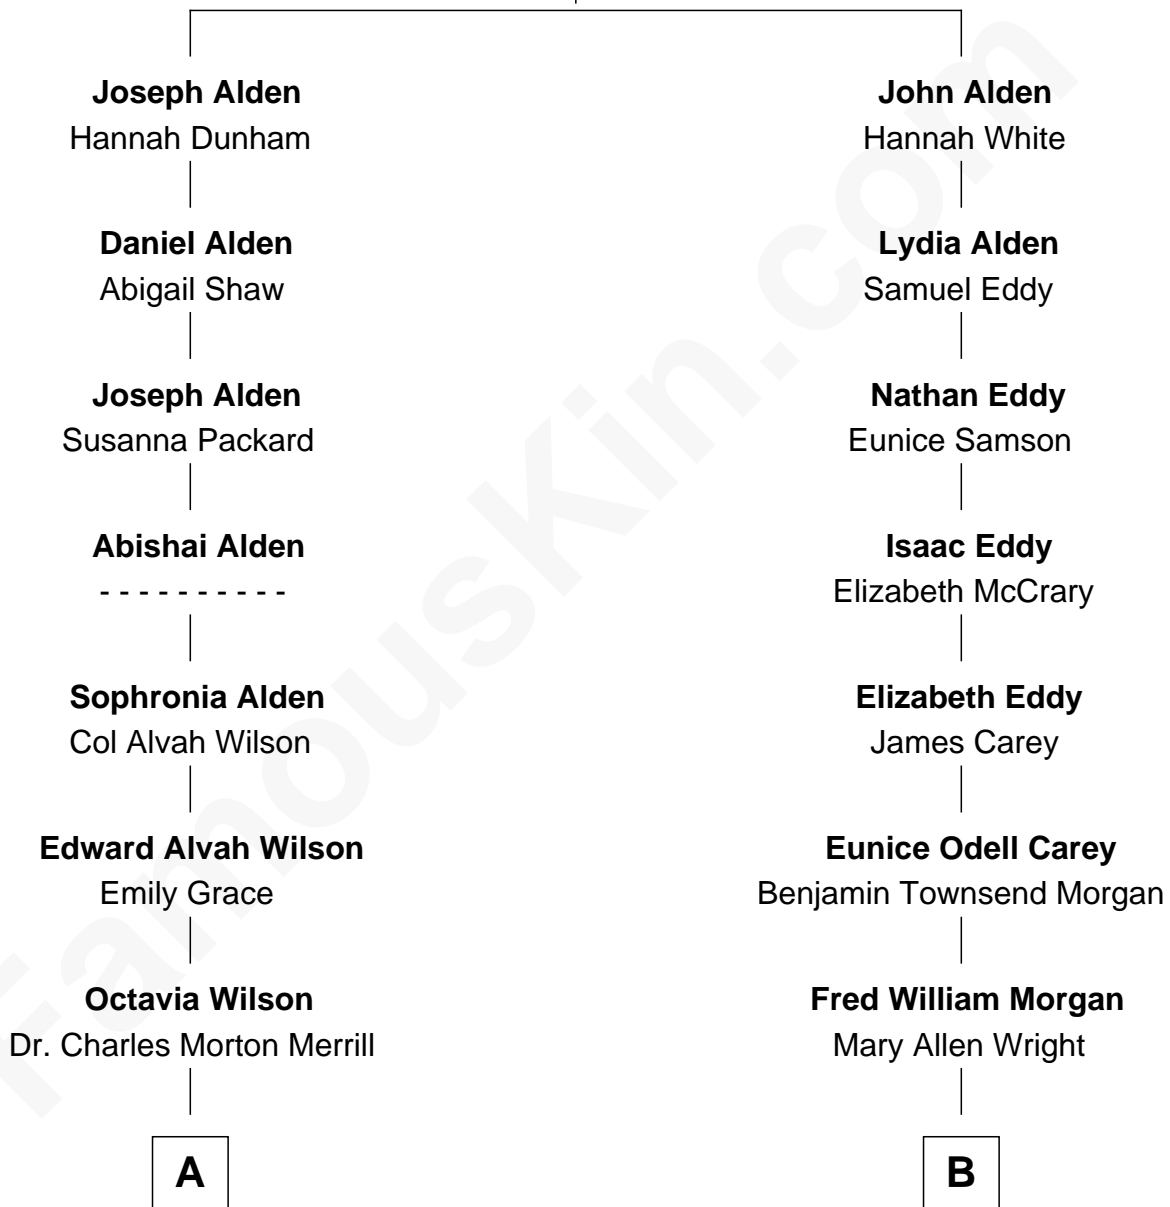 Joseph Alden
Hannah Dunham
Daniel Alden
Abigail Shaw
Joseph Alden
Susanna Packard
Abishai Alden
- - - - - - - - - -
Sophronia Alden
Col Alvah Wilson
Edward Alvah Wilson
Emily Grace
Octavia Wilson
Dr. Charles Morton Merrill
A
John Alden
Hannah White
Lydia Alden
Samuel Eddy
Nathan Eddy
Eunice Samson
Isaac Eddy
Elizabeth McCrary
Elizabeth Eddy
James Carey
Eunice Odell Carey
Benjamin Townsend Morgan
Fred William Morgan
Mary Allen Wright
B
FamousKin.com